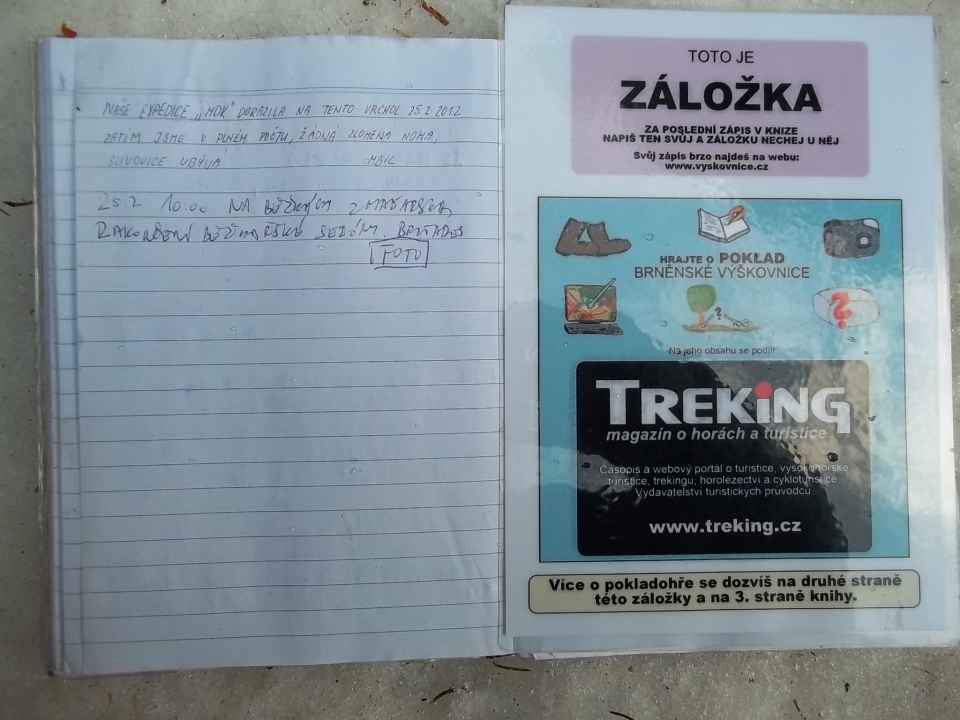 NAŠE EXPEDICE „MDK" DORAZILA NA TENTO VRCHOL 25.2.2012
ZATÍM JSME V PLNÉM POČTU, ŽÁDNÁ ZLOMENÁ NOHA,
SLIVOVICE UBÝVÁ
25.2 10:00 NA BĚŽKÁCH Z
FOTO
TOTO JE
ZÁLOŽKA
ZA POSLEDNÍ ZÁPIS V KNIZE
NAPIŠ TEN SVŮJ A ZÁLOŽKU NECHEJ U NĚJ
Svůj zápis brzo najdeš na webu:
www.vyskovnice.cz
HRAJTE O POKLAD
BRNĚNSKÉ VÝŠKOVNICE
?
?
Na jeho obsahu se podílí:
TREKING
magazín o horách a turistice
Časopis a webový portál o turistice, vysokohorské
turistice, trekingu, horolezectví a cykloturistice
Vydavatelství turistických průvodců
www.treking.cz
Více o pokladohře se dozvíš na druhé straně
této záložky a na 3. straně knihy.